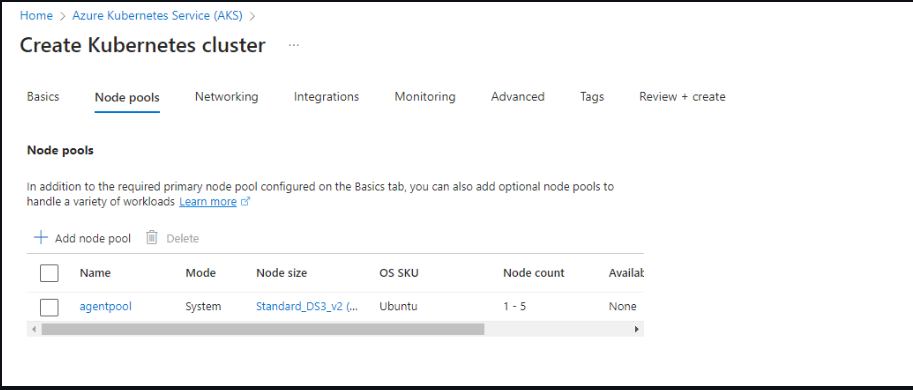 Home > Azure Kubernetes Service (AKS) >
Create Kubernetes cluster ...
Basics Node pools Networking Integrations Monitoring Advanced Tags Review + create
Node pools
In addition to the required primary node pool configured on the Basics tab, you can also add optional node pools to
handle a variety of workloads Learn more
+ Add node pool Delete
Name Mode Node size OS SKU Node count Availab
agentpool System Standard_DS3_v2 (... Ubuntu 1 - 5 None